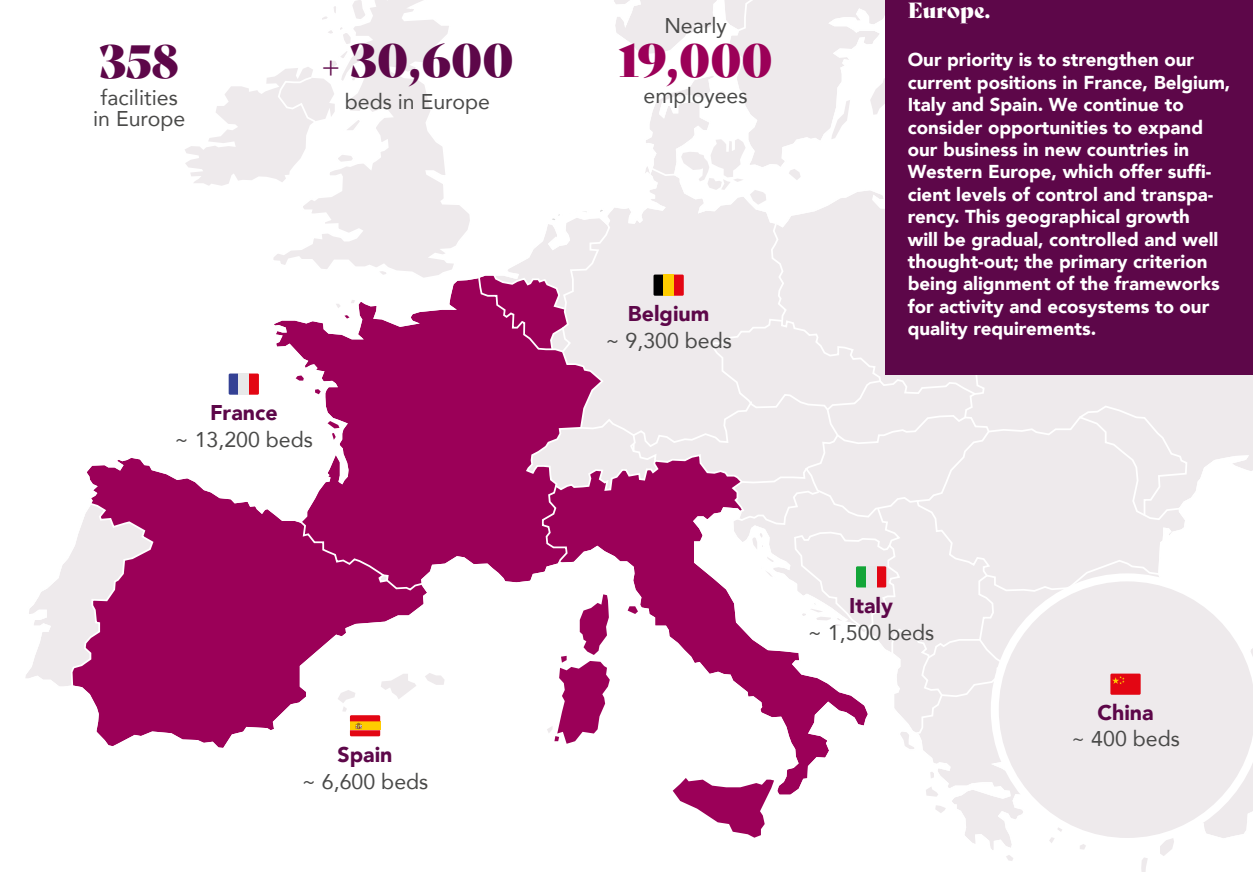 358
facilities
in Europe
+ 30,600
beds in Europe
Nearly
19,000
employees
Europe.
Our priority is to strengthen our
current positions in France, Belgium,
Italy and Spain. We continue to
consider opportunities to expand
our business in new countries in
Western Europe, which offer suffi-
cient levels of control and transpa-
rency. This geographical growth
will be gradual, controlled and well
thought-out; the primary criterion
being alignment of the frameworks
for activity and ecosystems to our
quality requirements.
Belgium
~ 9,300 beds
France
~ 13,200 beds
Italy
~ 1,500 beds
China
~ 400 beds
Spain
~ 6,600 beds